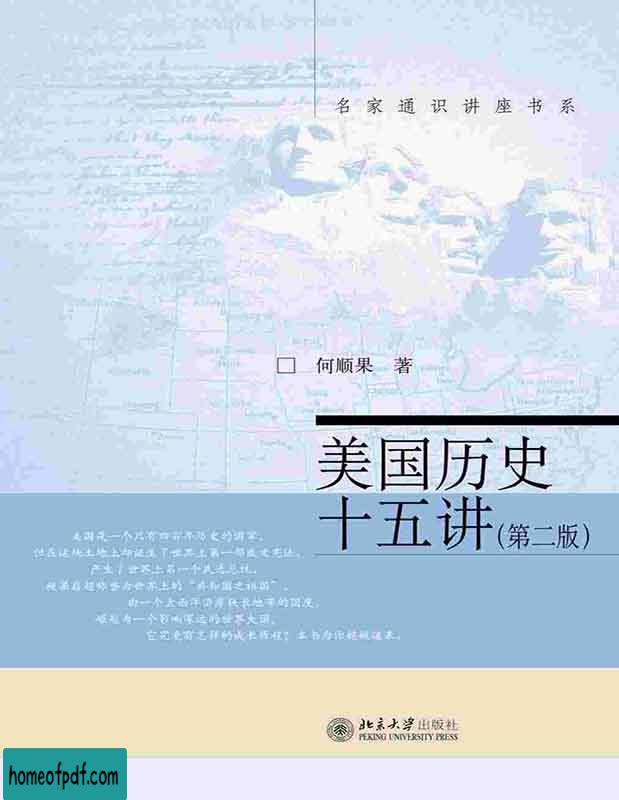 名家通识讲座书系
何顺果 著
美国历史
十五讲(第二版)
美国是一个只有四百年历史的国家,
但在这块土地上却诞生了世界上第一部成文宪法,
产生了世界上第一个民选总统,
被莱蒂超称誉为世界上的“共和国之祖国”,
由一个大西洋沿岸狭长地带的国度,
崛起为一个影响深远的世界大国,
它究竟有怎样的成长历程?本书为你娓娓道来。
北京大学出版社
PEKING UNIVERSITY PRESS
homeofpdf.com